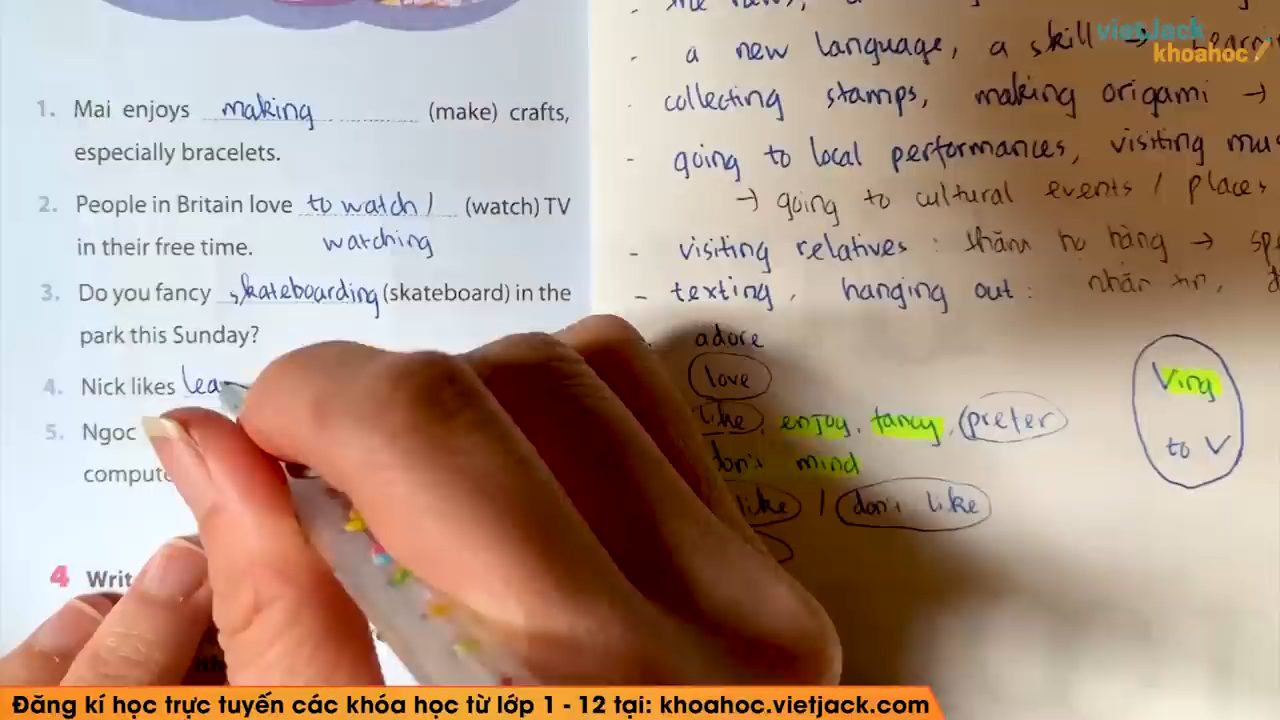 1. Mai enjoys making (make) crafts,
especially bracelets.
2. People in Britain love to watch / (watch) TV
in their free time. watching
3. Do you fancy skateboarding (skateboard) in the
park this Sunday?
4. Nick likes lea
5. Ngoc
compute
4 Writ
- a new language, a skill →
collecting stamps, making origami →
- going to local performances, visiting mus
→ going to cultural events / places
- visiting relatives : thăm họ hàng →
- texting, hanging out : nhắn tin,
adore
love
like, enjoy, fancy, prefer
don't mind
like / don't like
Ving
to V
vietJack
khoahoc
Đăng kí học trực tuyến các khóa học từ lớp 1 - 12 tại: khoahoc.vietjack.com